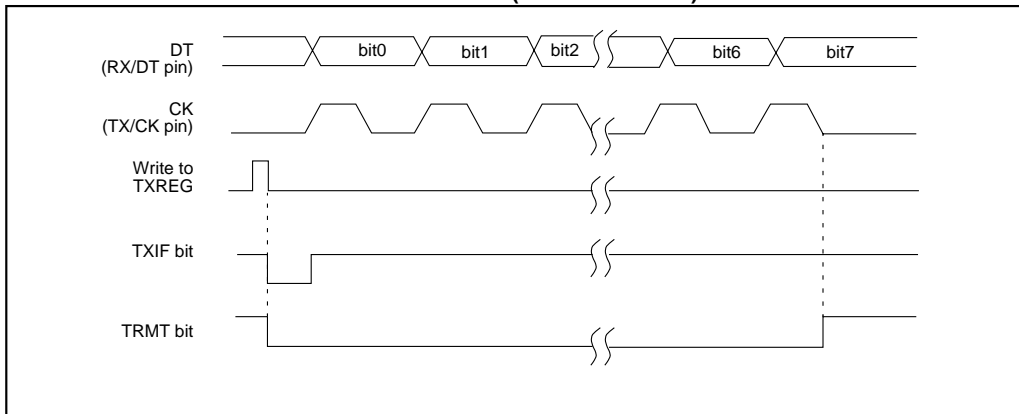 DT
(RX/DT pin)
bit0 bit1 bit2 bit6 bit7
CK
(TX/CK pin)
Write to
TXREG
TXIF bit
TRMT bit